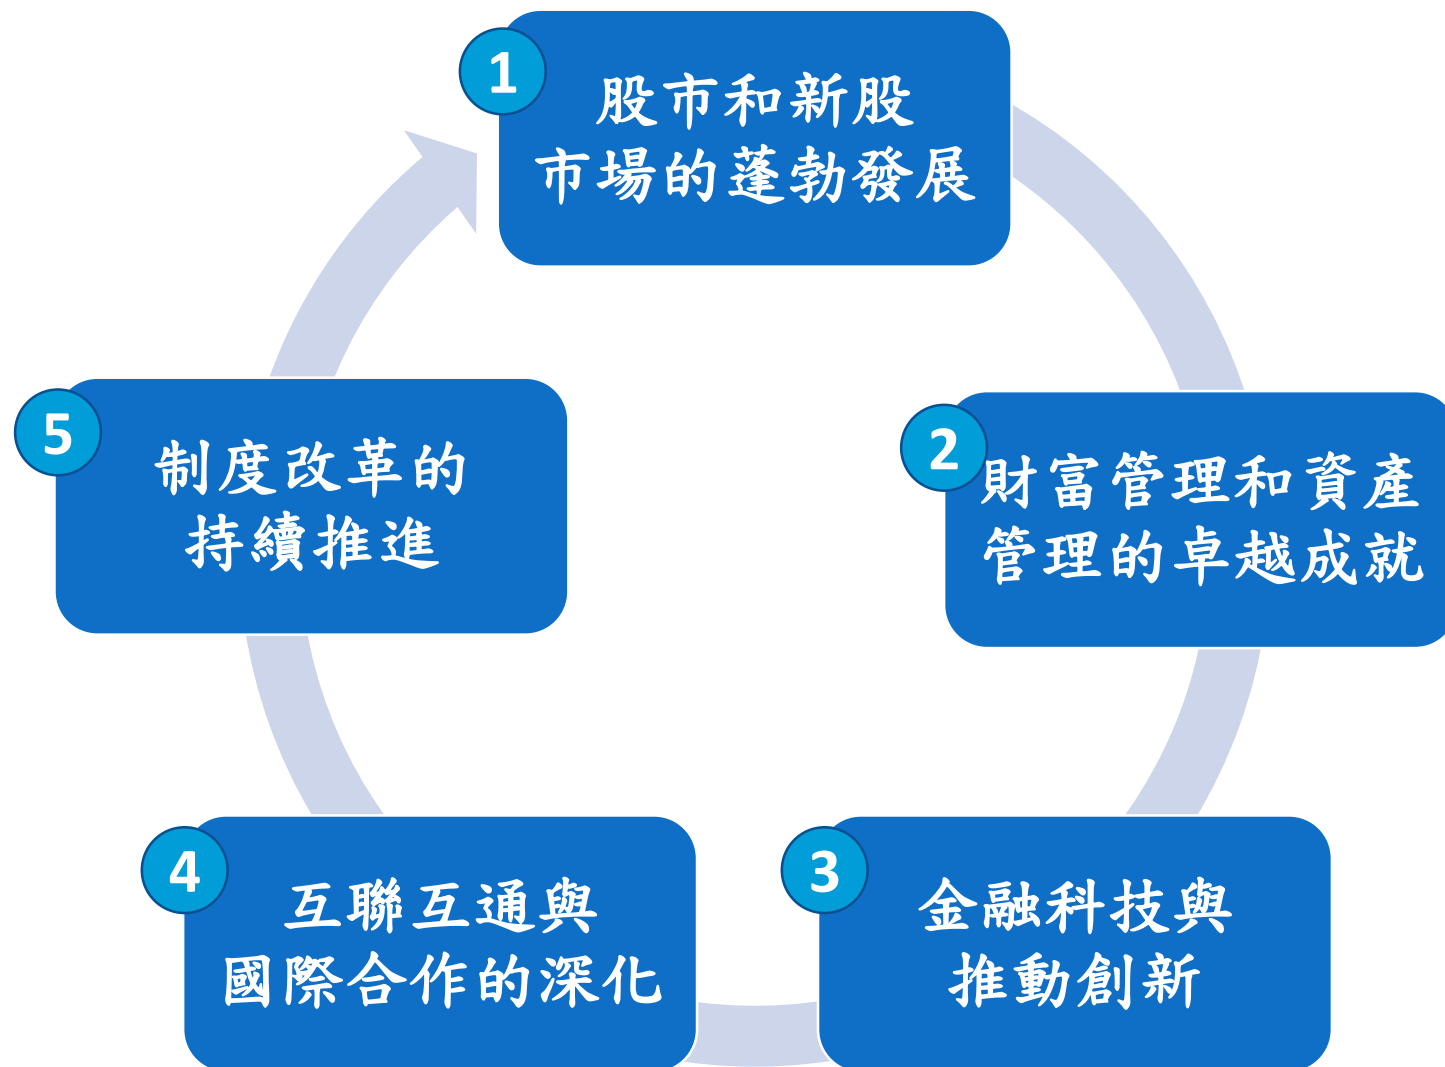 1
股市和新股
市場的蓬勃發展
2
財富管理和資產
管理的卓越成就
3
金融科技與
推動創新
4
互聯互通與
國際合作的深化
5
制度改革的
持續推進